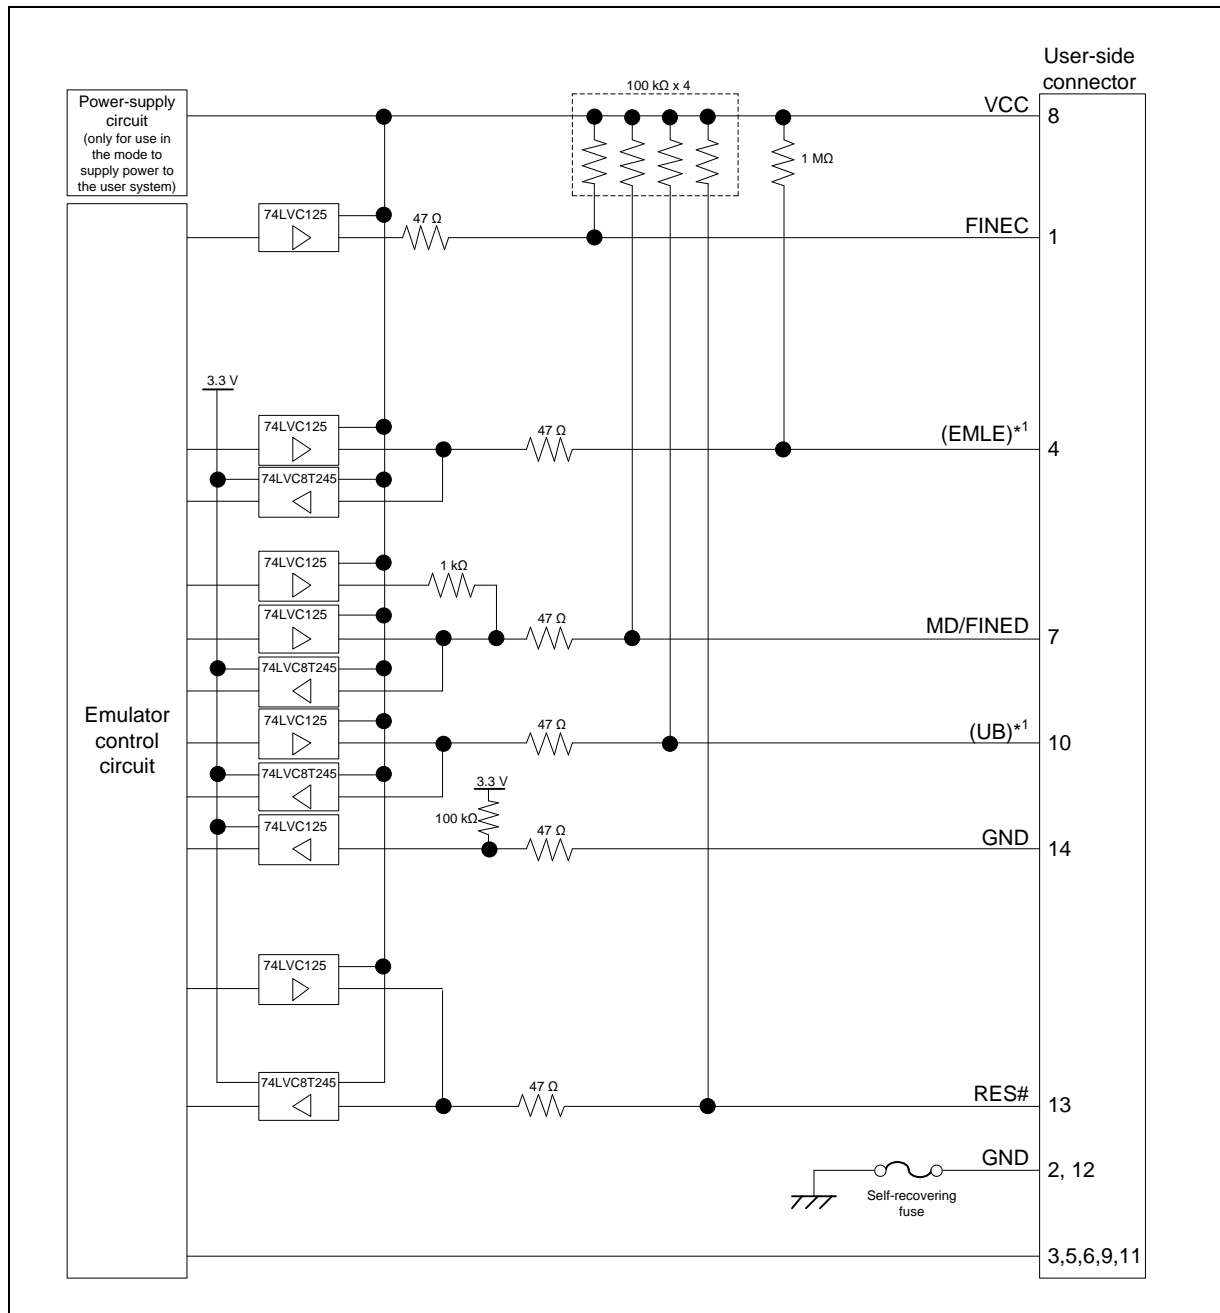 User-side
connector
Power-supply
circuit
(only for use in
the mode to
supply power to
the user system)
100 kΩ x 4
VCC
8
1 MΩ
74LVC125
47 Ω
FINEC
1
3.3 V
74LVC125
47 Ω
(EMLE)*1
4
74LVC8T245
74LVC125
1 kΩ
74LVC125
47 Ω
MD/FINED
7
74LVC8T245
Emulator
control
circuit
74LVC125
47 Ω
(UB)*1
10
74LVC8T245
3.3 V
100 kΩ
74LVC125
47 Ω
GND
14
74LVC125
74LVC8T245
47 Ω
RES#
13
GND
2, 12
Self-recovering
fuse
3,5,6,9,11